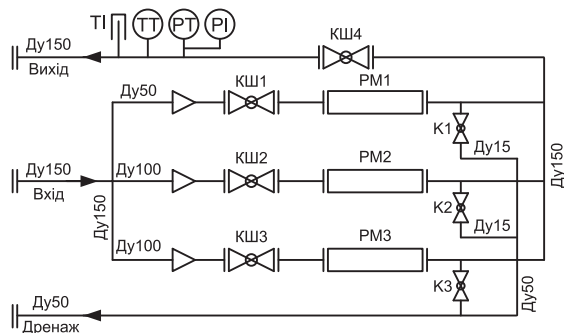 TI
TT
PT
PI
КШ4
Ду150
Вихід
Ду50
КШ1
РМ1
К1
Ду15
Ду150
Вхід
Ду100
КШ2
РМ2
К2
Ду15
Ду150
Ду150
Ду100
КШ3
РМ3
К3
Ду50
Ду50
Дренаж